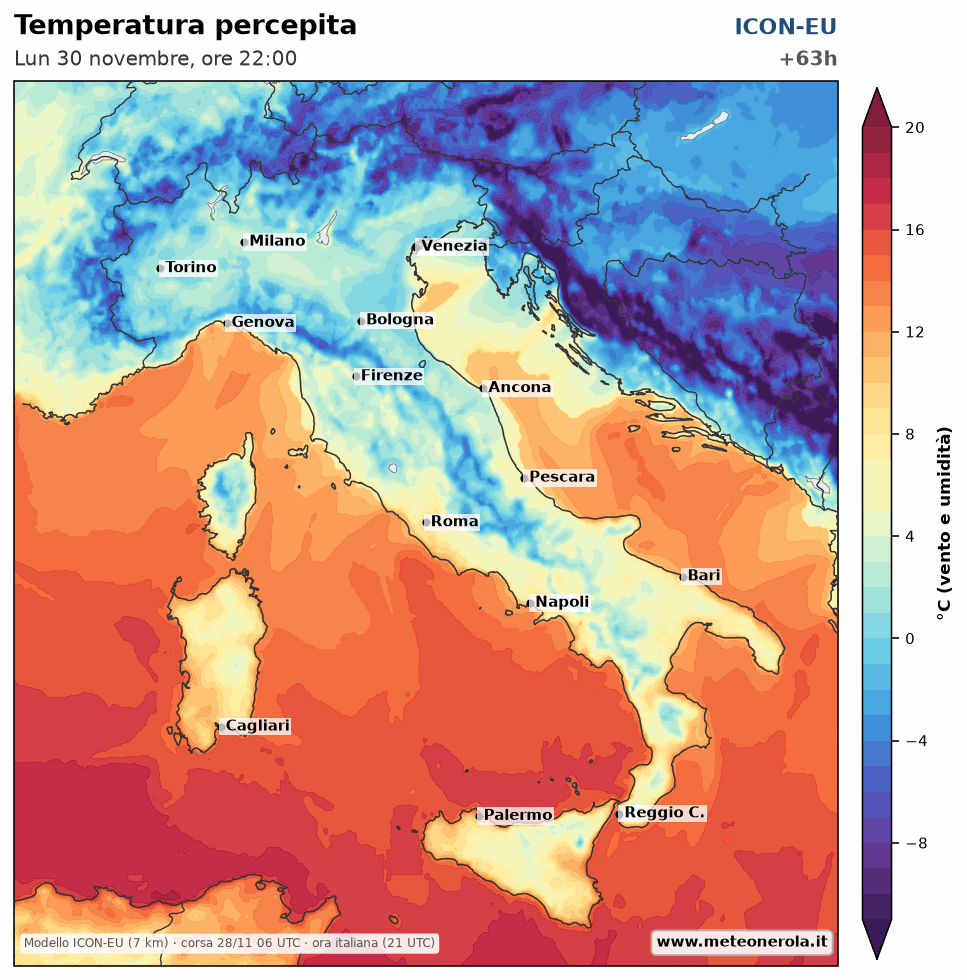 Temperatura percepita
ICON-EU
Lun 30 novembre, ore 22:00
+63h
20
16
12
8
4
0
−4
−8
°C (vento e umidità)
Milano
Venezia
Torino
Genova
Bologna
Firenze
Ancona
Pescara
Roma
Bari
Napoli
Cagliari
Palermo
Reggio C.
Modello ICON-EU (7 km) · corsa 28/11 06 UTC · ora italiana (21 UTC)
www.meteonerola.it